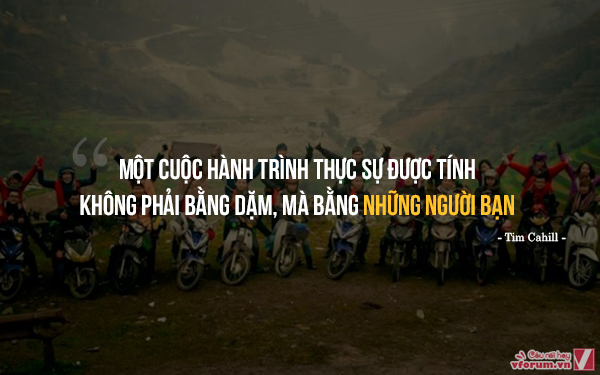 “
MỘT CUỘC HÀNH TRÌNH THỰC SỰ ĐƯỢC TÍNH
KHÔNG PHẢI BẰNG DẶM, MÀ BẰNG NHỮNG NGƯỜI BẠN
- Tim Cahill -
Câu nói hay
vforum.vn